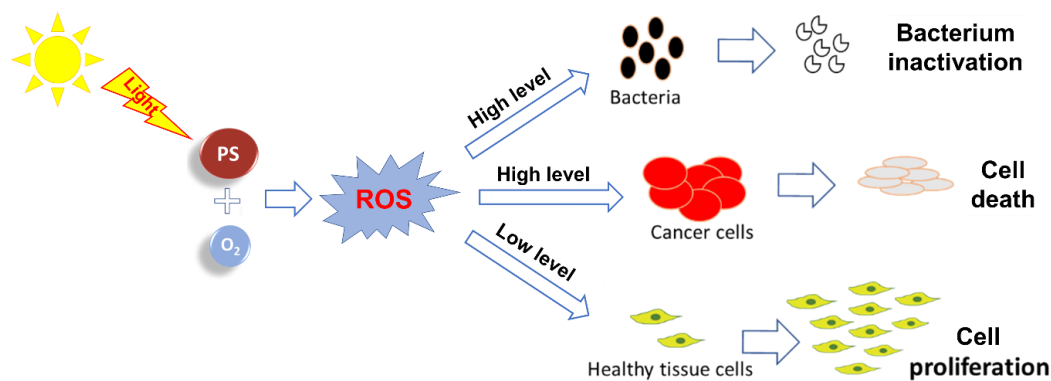 Light
PS
+
O₂
ROS
High level
Bacteria
Bacterium
inactivation
High level
Cancer cells
Cell
death
Low level
Healthy tissue cells
Cell
proliferation